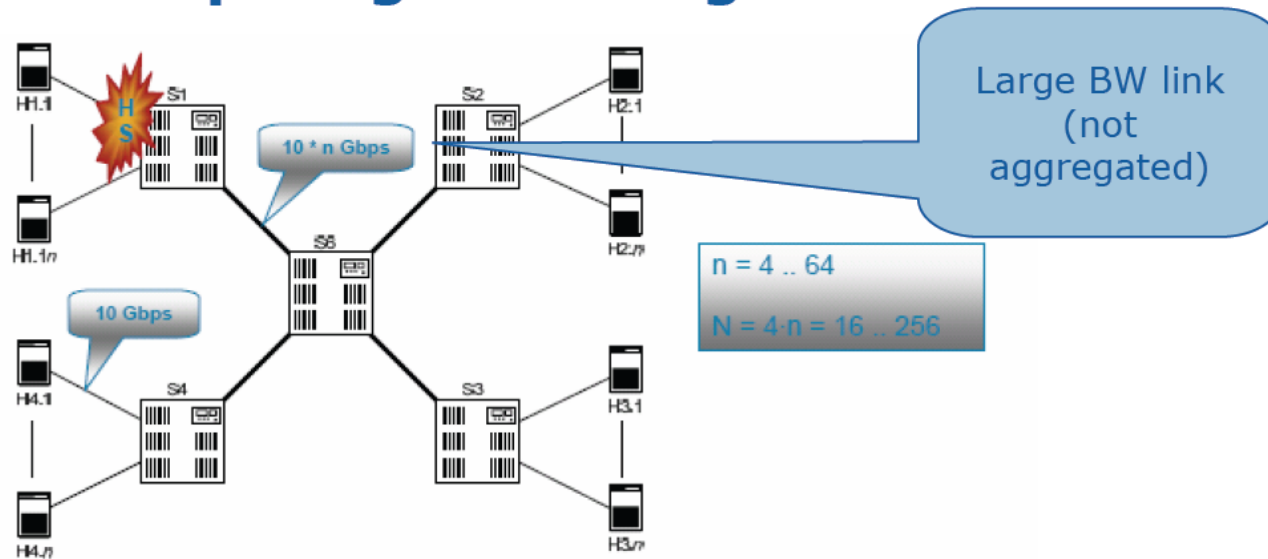 H1.1
H1.1n
H
S
S1
10 * n Gbps
S2
H2.1
H2.n
Large BW link
(not
aggregated)
S6
n = 4 .. 64
N = 4·n = 16 .. 256
10 Gbps
H4.1
H4.n
S4
S3
H3.1
H3.n